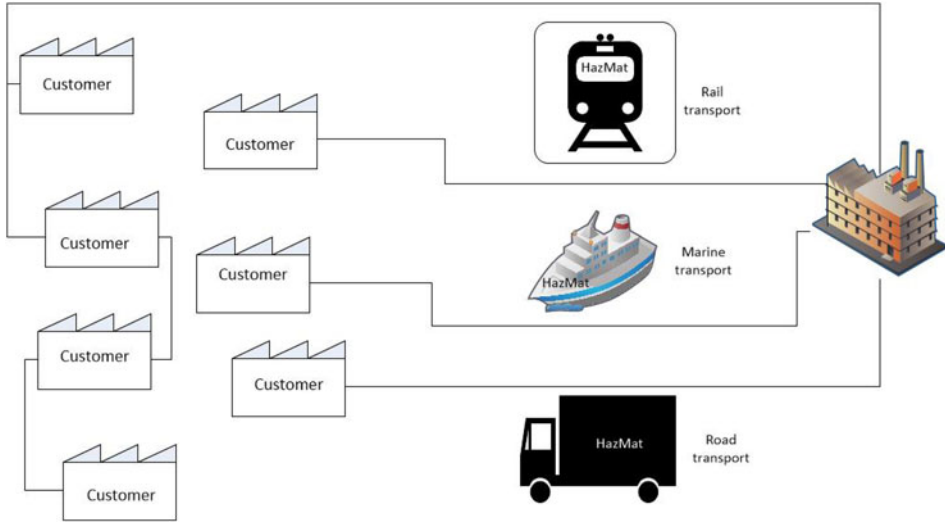 Customer
HazMat
Rail
transport
Customer
Customer
Customer
Marine
transport
HazMat
Customer
Customer
Road
transport
HazMat
Customer